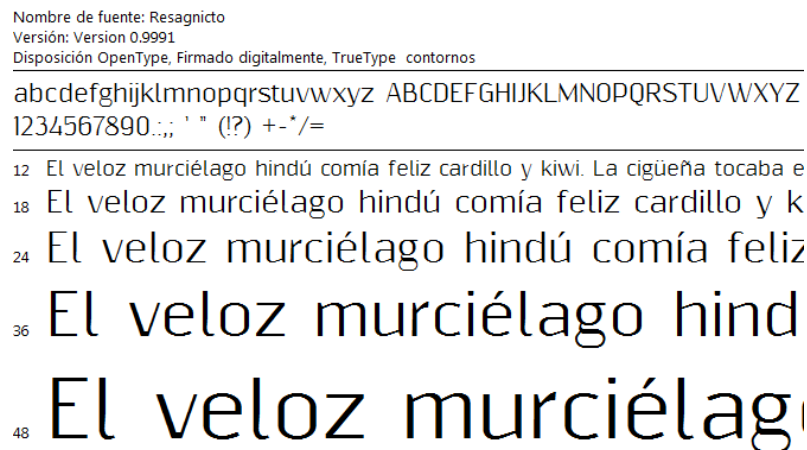 Nombre de fuente: Resagnicto
Versión: Version 0.9991
Disposición OpenType, Firmado digitalmente, TrueType contornos
abcdefghijklmnopqrstuvwxyz ABCDEFGHIJKLMNOPQRSTUVWXYZ
1234567890.:,; ' " (!?) +-*/=
12 El veloz murciélago hindú comía feliz cardillo y kiwi. La cigüeña tocaba e
18 El veloz murciélago hindú comía feliz cardillo y k
24 El veloz murciélago hindú comía feliz
36 El veloz murciélago hind
48 El veloz murciélag